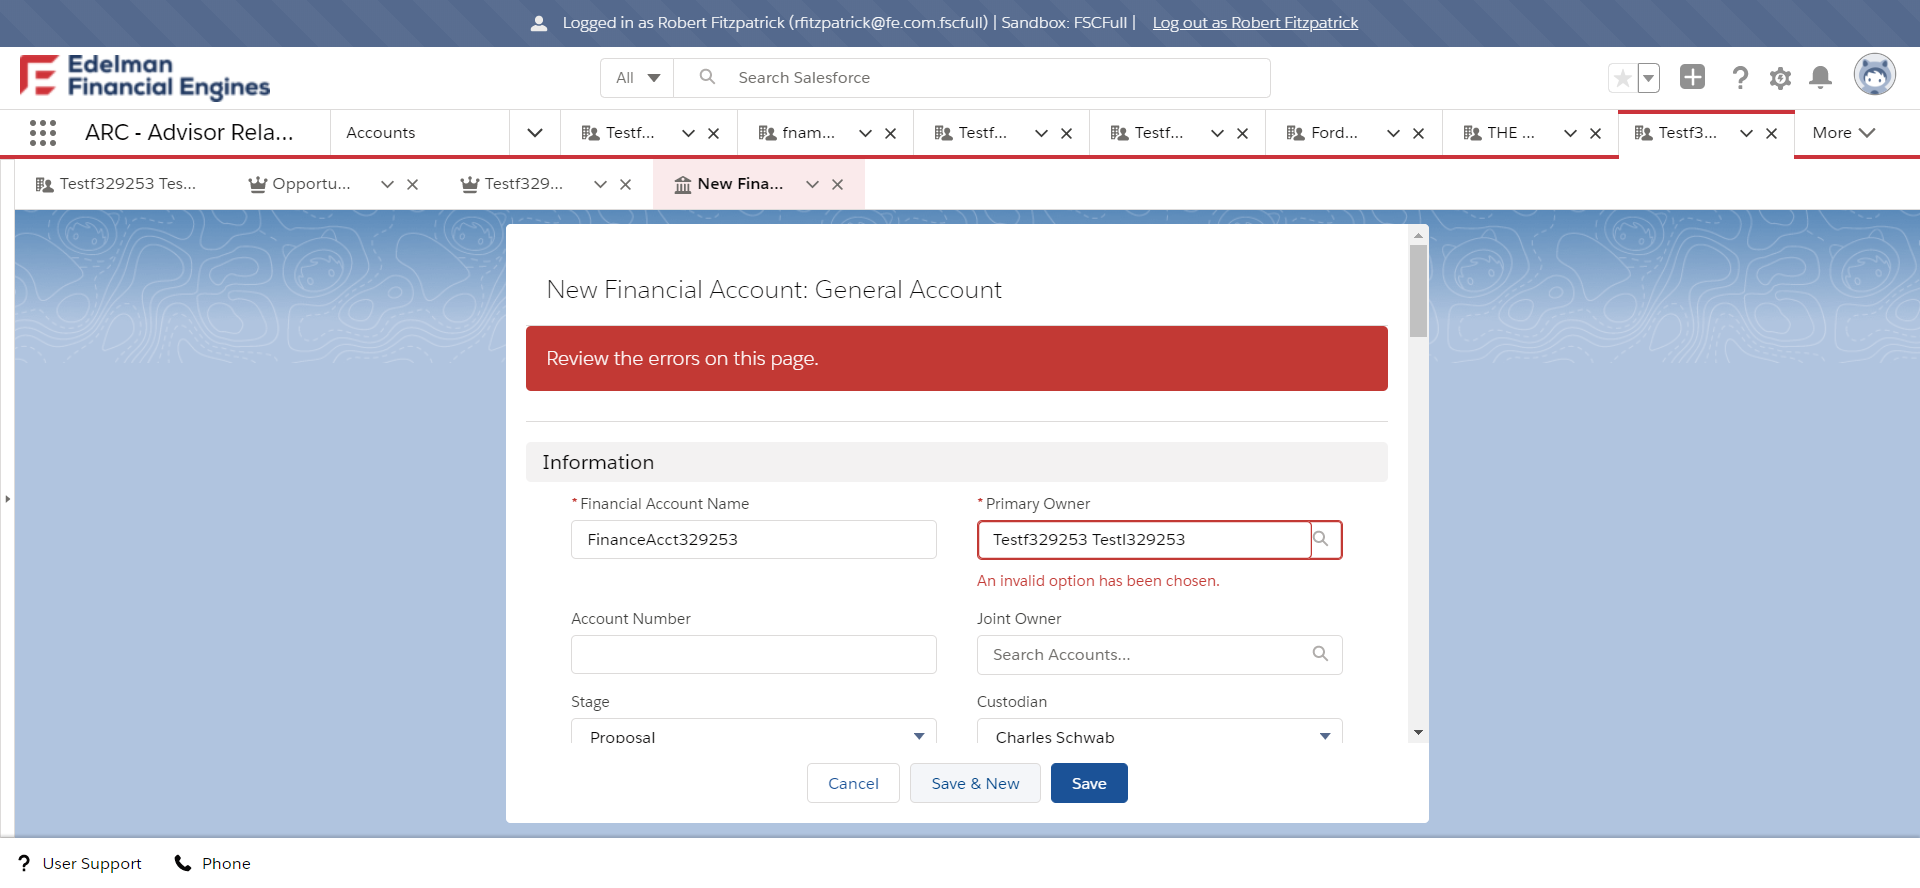 Logged in as Robert Fitzpatrick (rfitzpatrick@fe.com.fscfull) | Sandbox: FSCFull | Log out as Robert Fitzpatrick
Edelman
Financial Engines
All
Search Salesforce
ARC - Advisor Rela...
Accounts
Testf...
fnam...
Testf...
Testf...
Ford...
THE ...
Testf3...
More
Testf329253 Tes...
Opportu...
Testf329...
New Fina...
New Financial Account: General Account
Review the errors on this page.
Information
*Financial Account Name
*Primary Owner
FinanceAcct329253
Testf329253 Testl329253
An invalid option has been chosen.
Account Number
Joint Owner
Search Accounts...
Stage
Custodian
Proposal
Charles Schwab
Cancel
Save & New
Save
User Support
Phone